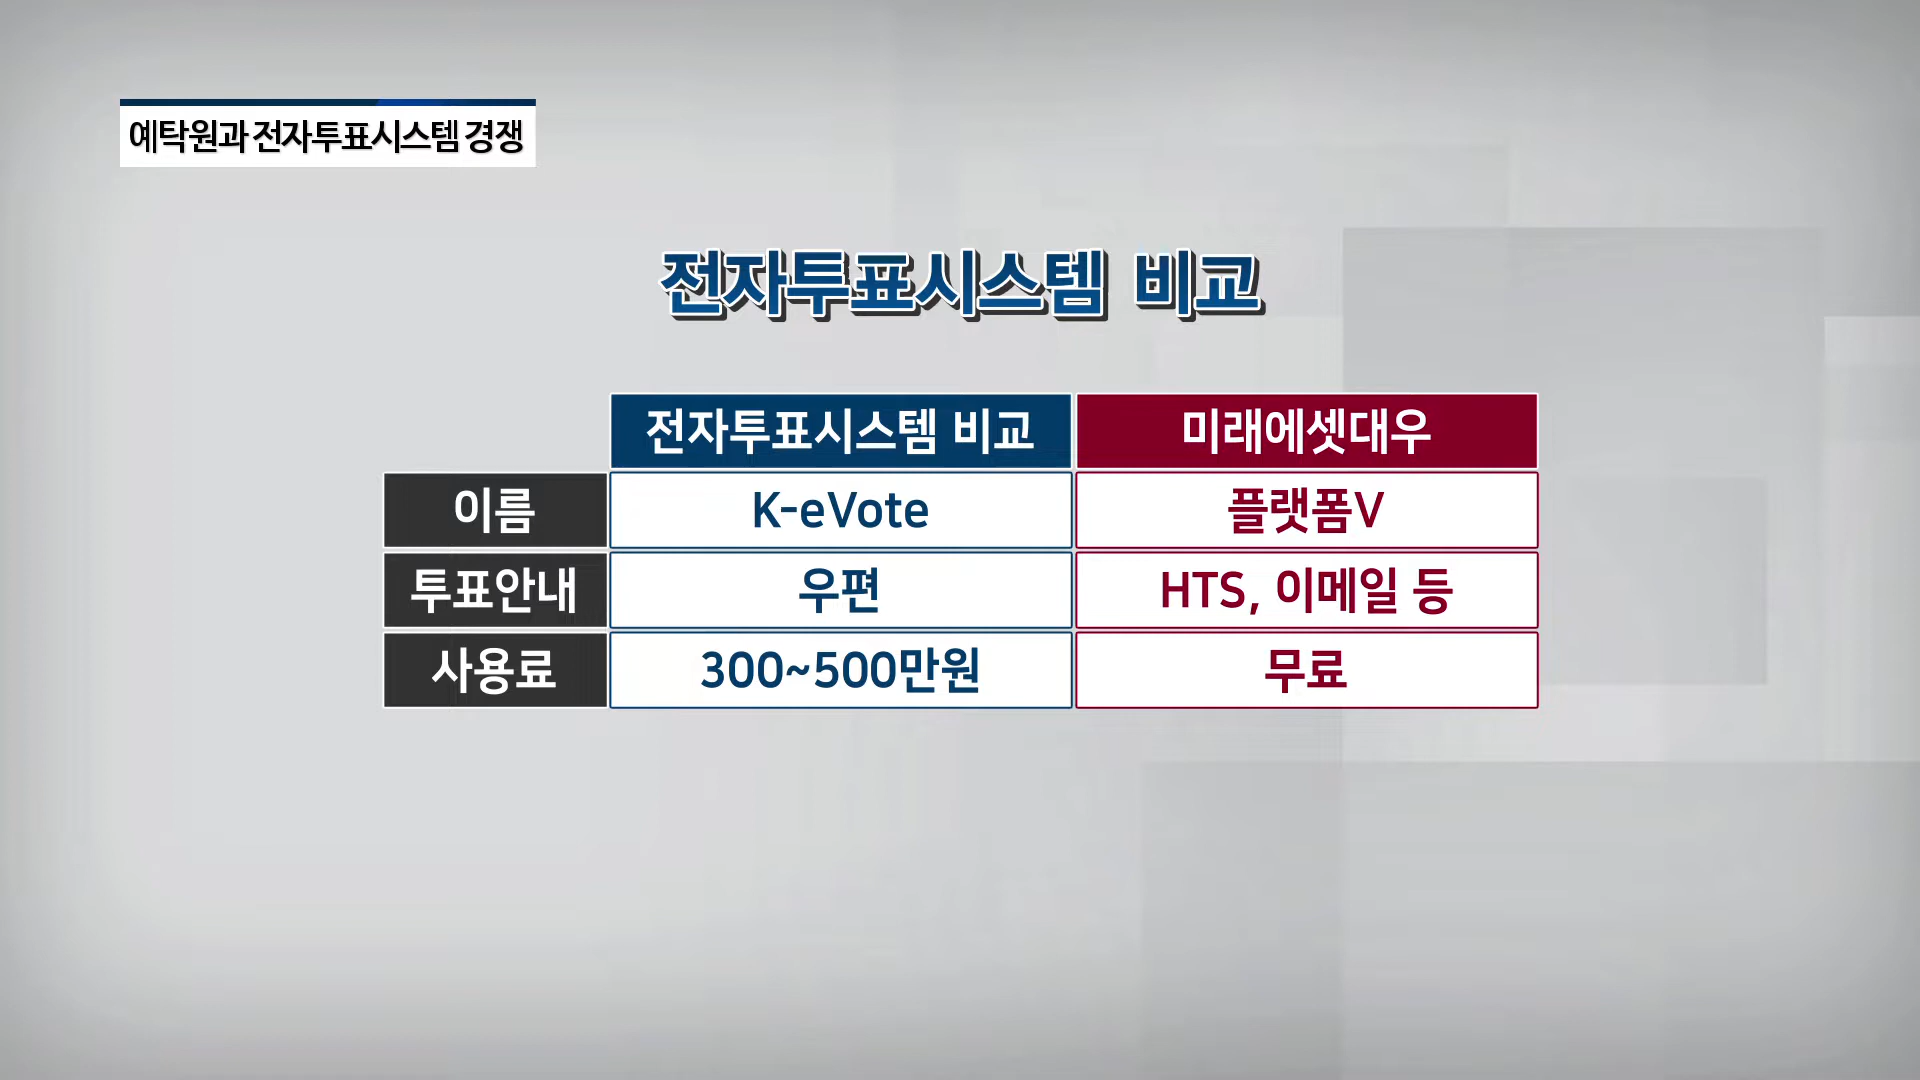 예탁원과 전자투표시스템 경쟁
전자투표시스템 비교
전자투표시스템 비교 미래에셋대우
이름 K-eVote 플랫폼V
투표안내 우편 HTS, 이메일 등
사용료 300~500만원 무료